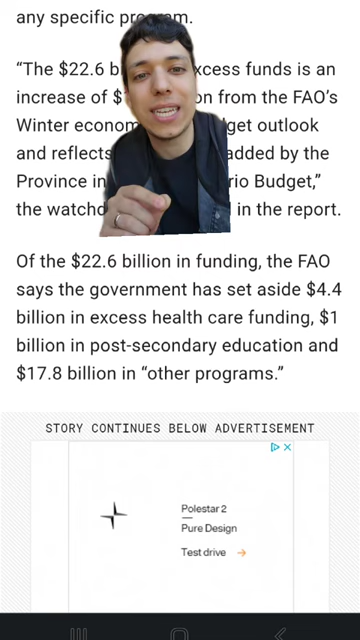 any specific pro m.
“The $22.6 b xcess funds is an
increase of $ on from the FAO’s
Winter econom get outlook
and reflects added by the
Province in rio Budget,”
the watchd in the report.
Of the $22.6 billion in funding, the FAO
says the government has set aside $4.4
billion in excess health care funding, $1
billion in post-secondary education and
$17.8 billion in “other programs.”
STORY CONTINUES BELOW ADVERTISEMENT
Polestar 2
Pure Design
Test drive →